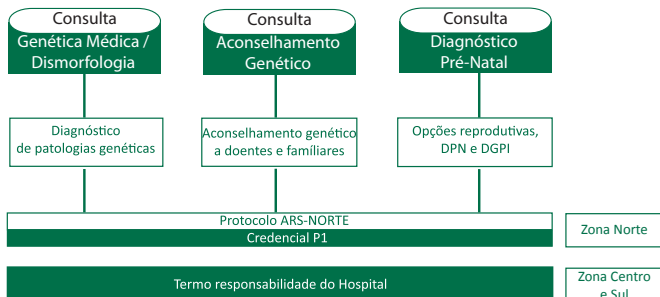 Consulta
Genética Médica /
Dismorfologia
Consulta
Aconselhamento
Genético
Consulta
Diagnóstico
Pré-Natal
Diagnóstico
de patologias genéticas
Aconselhamento genético
a doentes e famíliares
Opções reprodutivas,
DPN e DGPI
Protocolo ARS-NORTE
Credencial P1
Zona Norte
Termo responsabilidade do Hospital
Zona Centro
e Sul